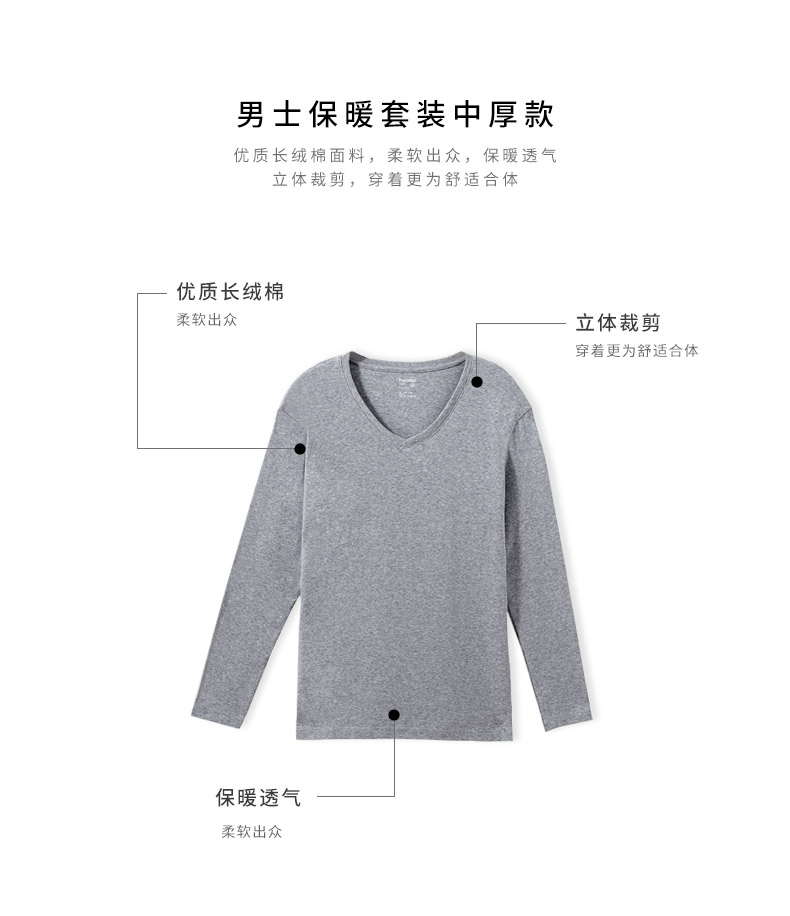 男士保暖套装中厚款
优质长绒棉面料，柔软出众，保暖透气
立体裁剪，穿着更为舒适合体
优质长绒棉
柔软出众
立体裁剪
穿着更为舒适合体
保暖透气
柔软出众